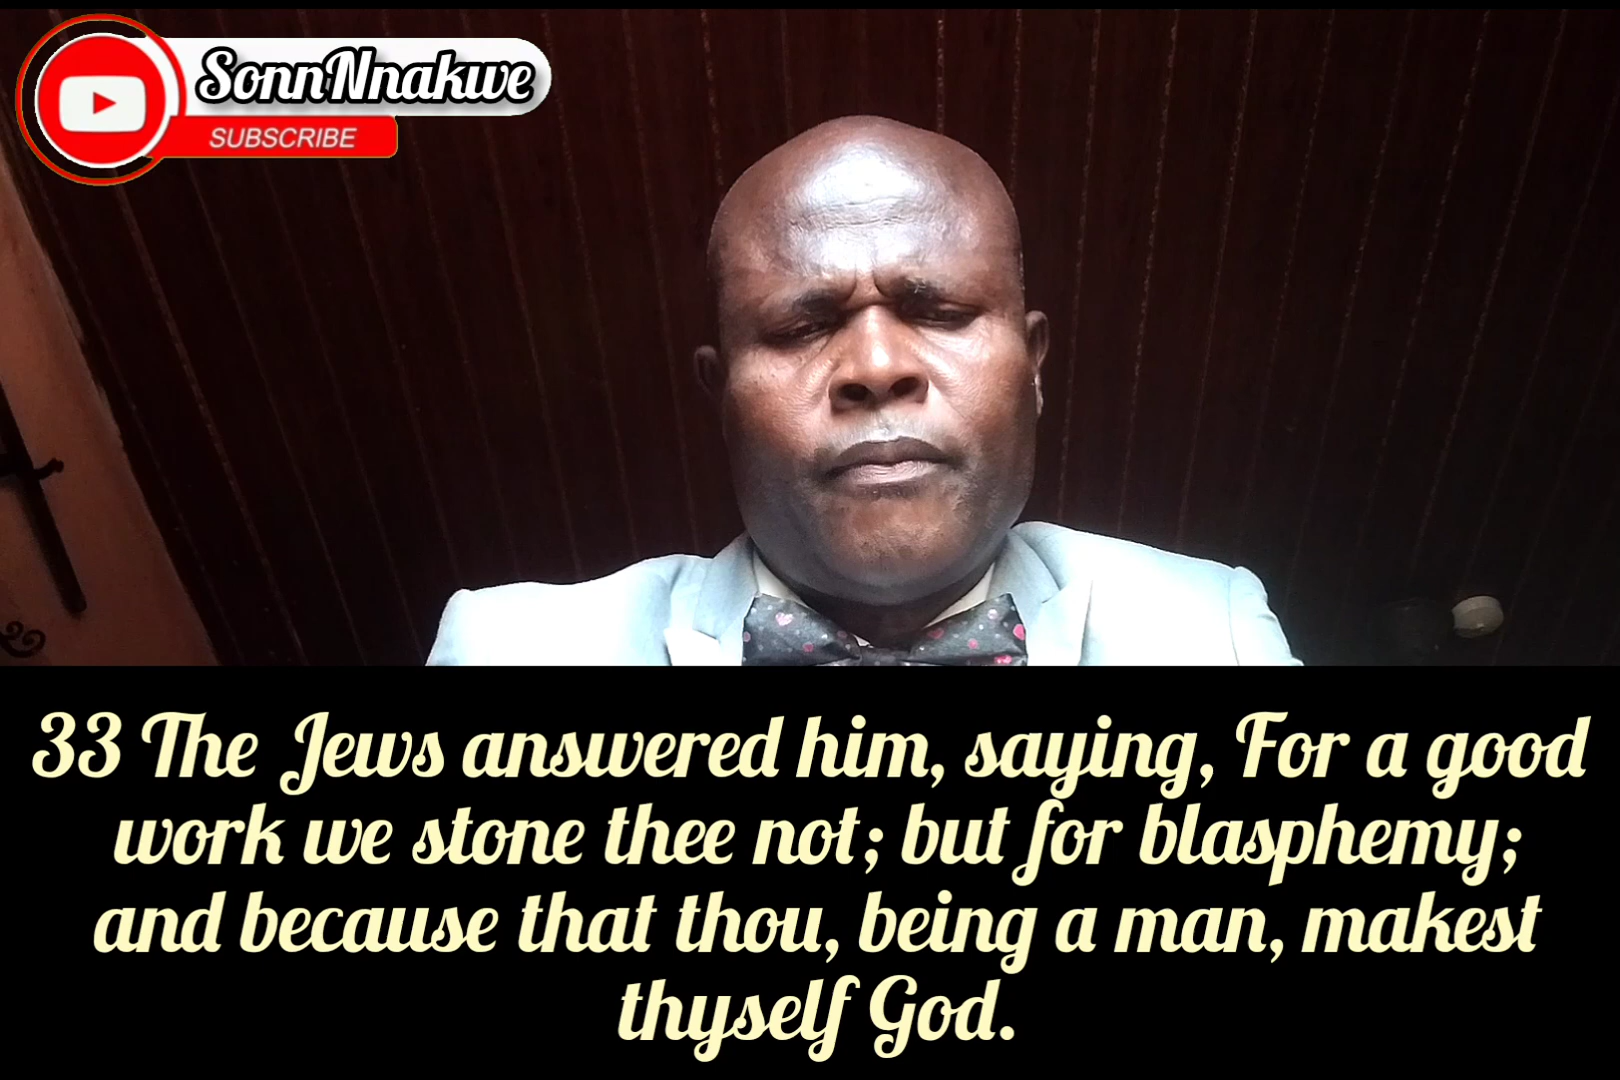 SonnNnakwe
SUBSCRIBE
33 The Jews answered him, saying, For a good
work we stone thee not; but for blasphemy;
and because that thou, being a man, makest
thyself God.